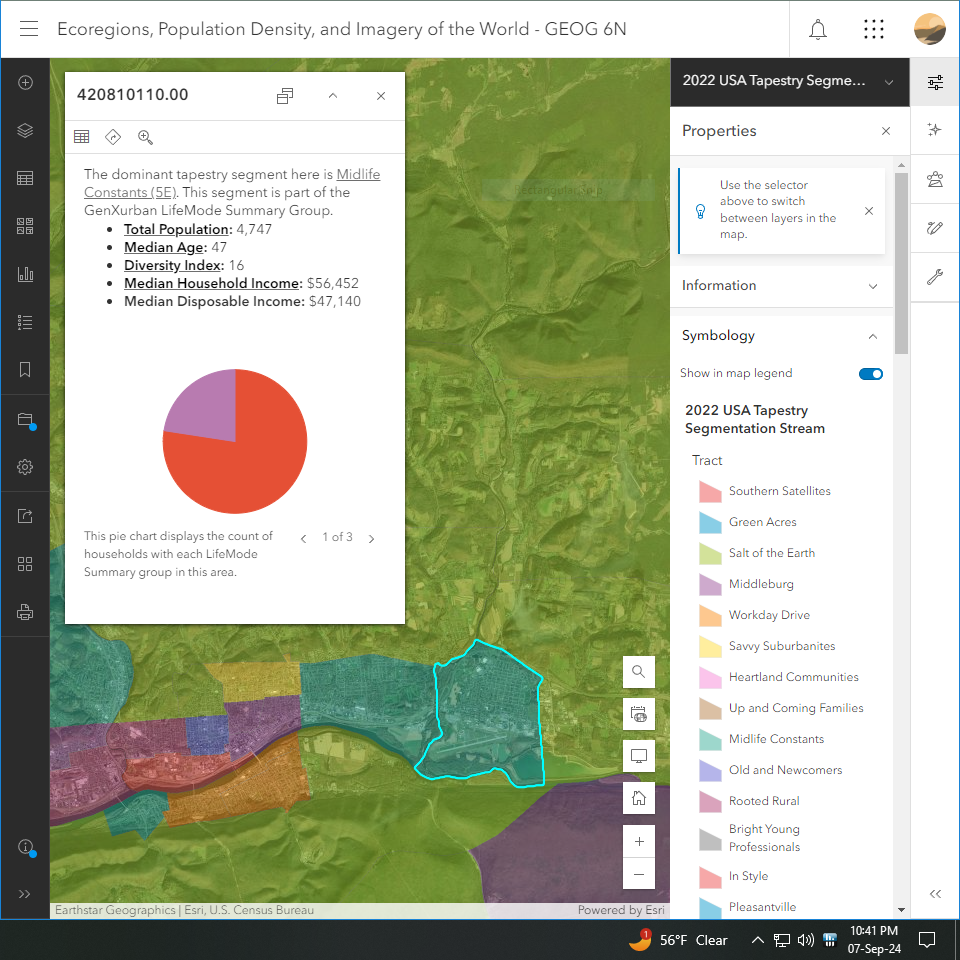 Ecoregions, Population Density, and Imagery of the World - GEOG 6N
420810110.00
The dominant tapestry segment here is Midlife
Constants (5E). This segment is part of the
GenXurban LifeMode Summary Group.
• Total Population: 4,747
• Median Age: 47
• Diversity Index: 16
• Median Household Income: $56,452
• Median Disposable Income: $47,140
This pie chart displays the count of
households with each LifeMode
Summary group in this area.
1 of 3
Earthstar Geographics | Esri, U.S. Census Bureau
Powered by Esri
2022 USA Tapestry Segme...
Properties
Use the selector
above to switch
between layers in the
map.
Information
Symbology
Show in map legend
2022 USA Tapestry
Segmentation Stream
Tract
Southern Satellites
Green Acres
Salt of the Earth
Middleburg
Workday Drive
Savvy Suburbanites
Heartland Communities
Up and Coming Families
Midlife Constants
Old and Newcomers
Rooted Rural
Bright Young
Professionals
In Style
Pleasantville
1
56°F Clear
10:41 PM
07-Sep-24